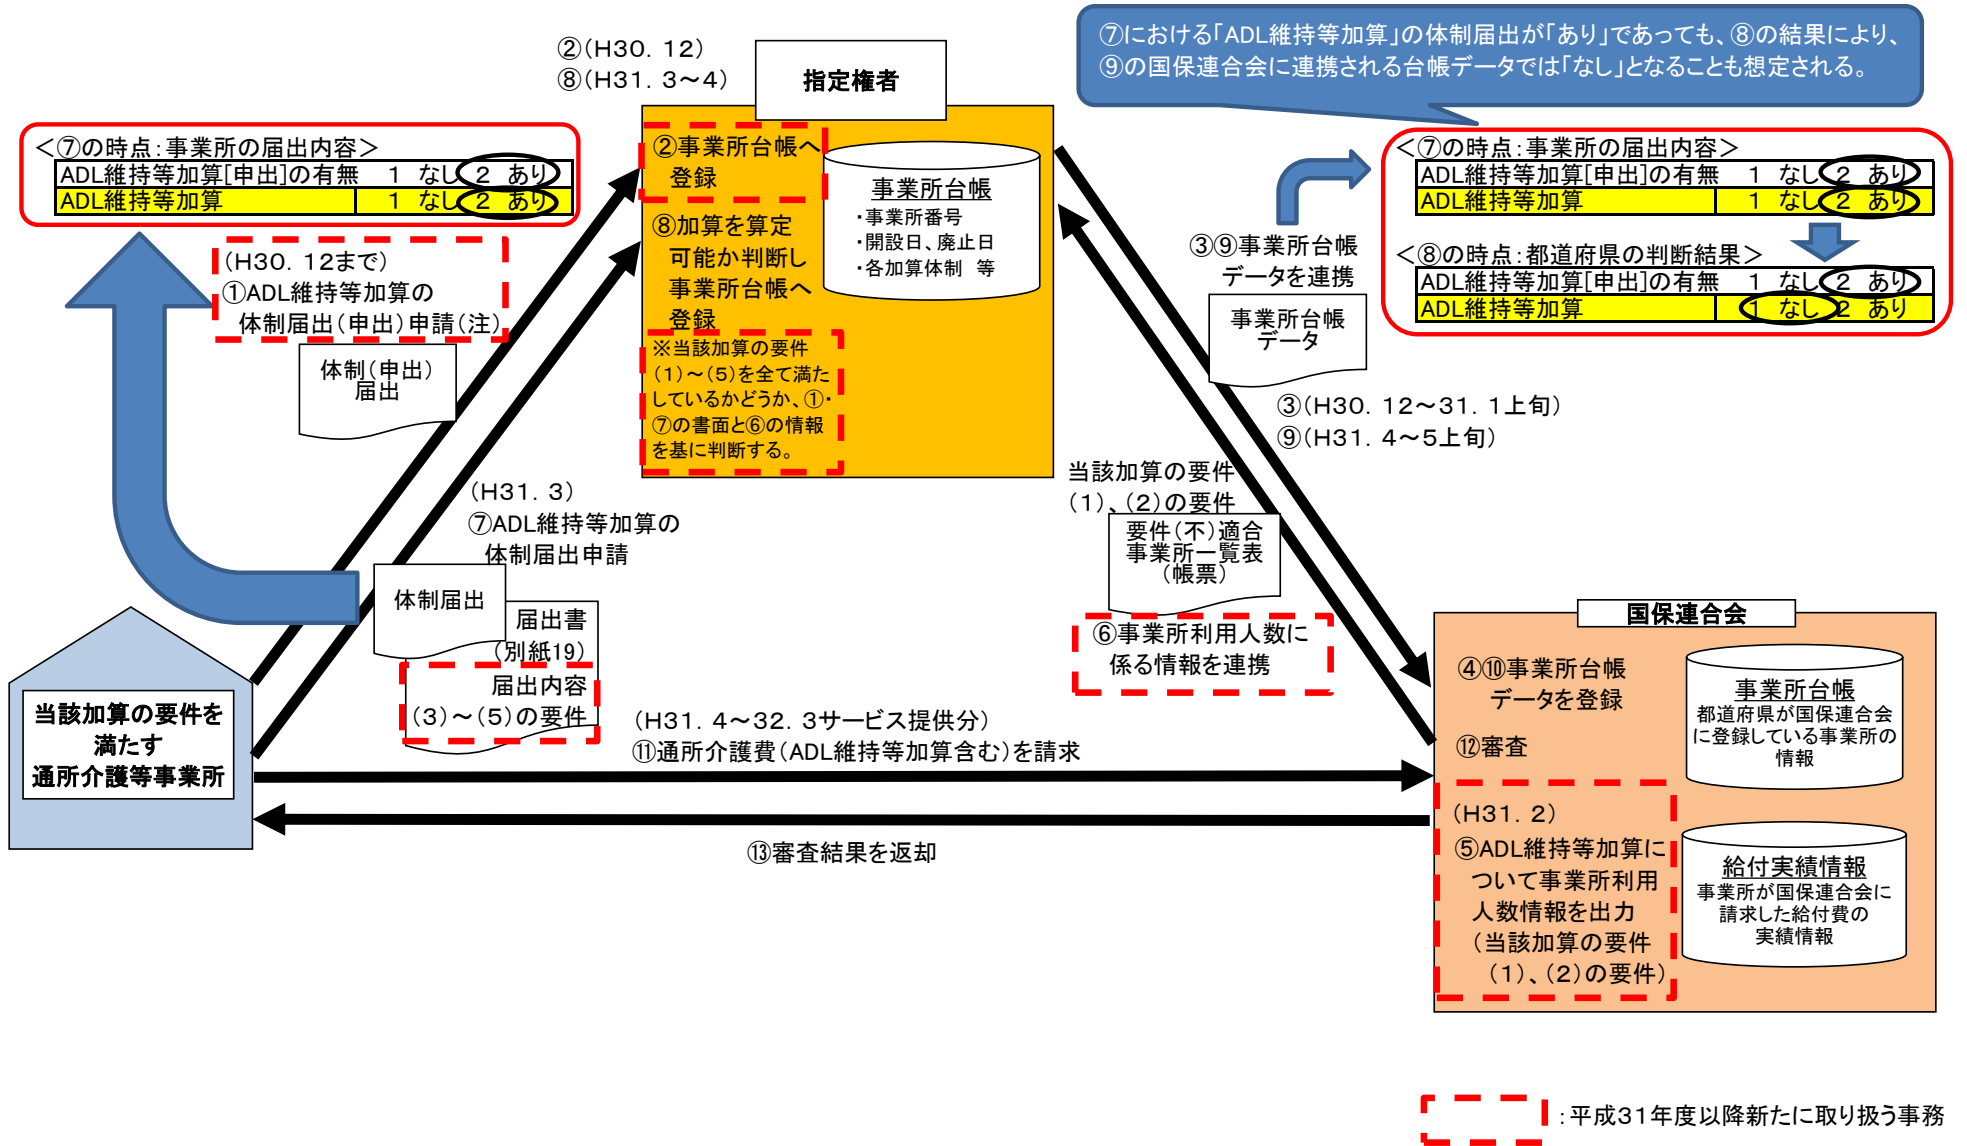 ②(H30．12)
⑧(H31．3～4)
指定権者
⑦における「ADL維持等加算」の体制届出が「あり」であっても、⑧の結果により、
⑨の国保連合会に連携される台帳データでは「なし」となることも想定される。
＜⑦の時点：事業所の届出内容＞
ADL維持等加算[申出]の有無　1　なし　2　あり
ADL維持等加算　1　なし　2　あり
(H30．12まで)
①ADL維持等加算の
体制届出(申出)申請(注)
体制(申出)
届出
②事業所台帳へ
登録
⑧加算を算定
可能か判断し
事業所台帳へ
登録
※当該加算の要件
(1)～(5)を全て満た
しているかどうか、①・
⑦の書面と⑥の情報
を基に判断する。
事業所台帳
・事業所番号
・開設日、廃止日
・各加算体制　等
③⑨事業所台帳
データを連携
事業所台帳
データ
③(H30．12～31．1上旬)
⑨(H31．4～5上旬)
＜⑦の時点：事業所の届出内容＞
ADL維持等加算[申出]の有無　1　なし　2　あり
ADL維持等加算　1　なし　2　あり
＜⑧の時点：都道府県の判断結果＞
ADL維持等加算[申出]の有無　1　なし　2　あり
ADL維持等加算　1　なし　2　あり
(H31．3)
⑦ADL維持等加算の
体制届出申請
体制届出
届出書
(別紙19)
届出内容
(3)～(5)の要件
当該加算の要件
(1)、(2)の要件
要件(不)適合
事業所一覧表
(帳票)
⑥事業所利用人数に
係る情報を連携
当該加算の要件を
満たす
通所介護等事業所
(H31．4～32．3サービス提供分)
⑪通所介護費(ADL維持等加算含む)を請求
⑬審査結果を返却
国保連合会
④⑩事業所台帳
データを登録
⑫審査
事業所台帳
都道府県が国保連合会
に登録している事業所の
情報
(H31．2)
⑤ADL維持等加算に
ついて事業所利用
人数情報を出力
(当該加算の要件
(1)、(2)の要件)
給付実績情報
事業所が国保連合会に
請求した給付費の
実績情報
：平成31年度以降新たに取り扱う事務